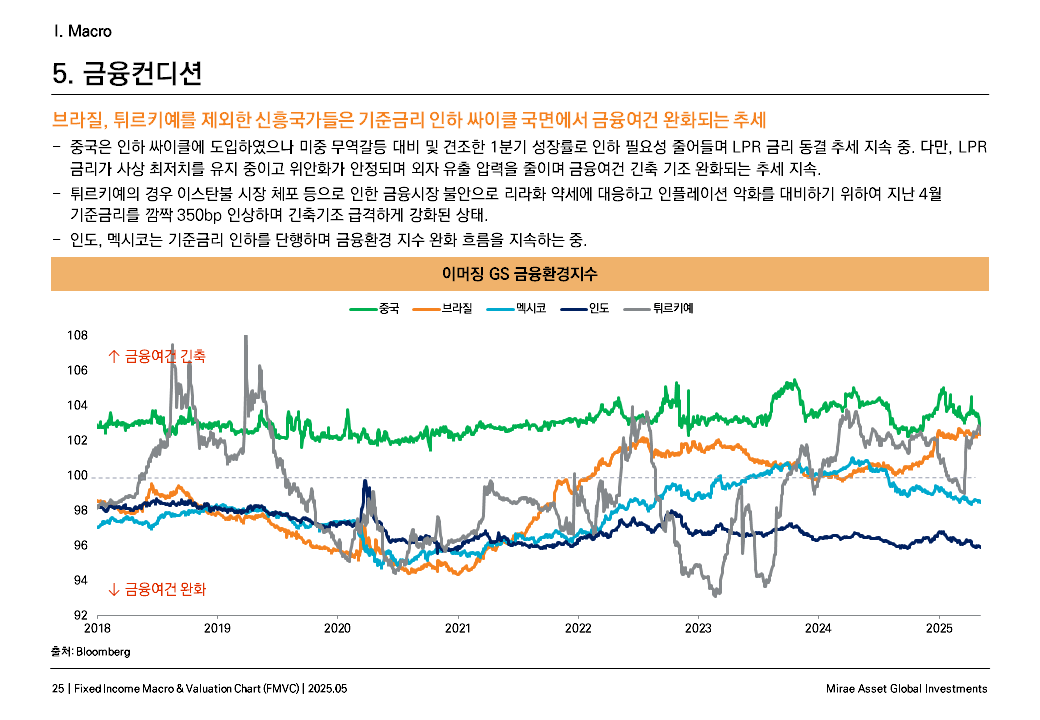 I. Macro
5. 금융컨디션
브라질, 튀르키예를 제외한 신흥국가들은 기준금리 인하 싸이클 국면에서 금융여건 완화되는 추세
– 중국은 인하 싸이클에 도입하였으나 미중 무역갈등 대비 및 견조한 1분기 성장률로 인하 필요성 줄어들며 LPR 금리 동결 추세 지속 중. 다만, LPR
금리가 사상 최저치를 유지 중이고 위안화가 안정되며 외자 유출 압력을 줄이며 금융여건 긴축 기조 완화되는 추세 지속.
– 튀르키예의 경우 이스탄불 시장 체포 등으로 인한 금융시장 불안으로 리라화 약세에 대응하고 인플레이션 악화를 대비하기 위하여 지난 4월
기준금리를 깜짝 350bp 인상하며 긴축기조 급격하게 강화된 상태.
– 인도, 멕시코는 기준금리 인하를 단행하며 금융환경 지수 완화 흐름을 지속하는 중.
이머징 GS 금융환경지수
중국 브라질 멕시코 인도 튀르키예
108
↑ 금융여건 긴축
106
104
102
100
98
96
94
↓ 금융여건 완화
92
2018 2019 2020 2021 2022 2023 2024 2025
출처: Bloomberg
25 | Fixed Income Macro & Valuation Chart (FMVC) | 2025.05
Mirae Asset Global Investments